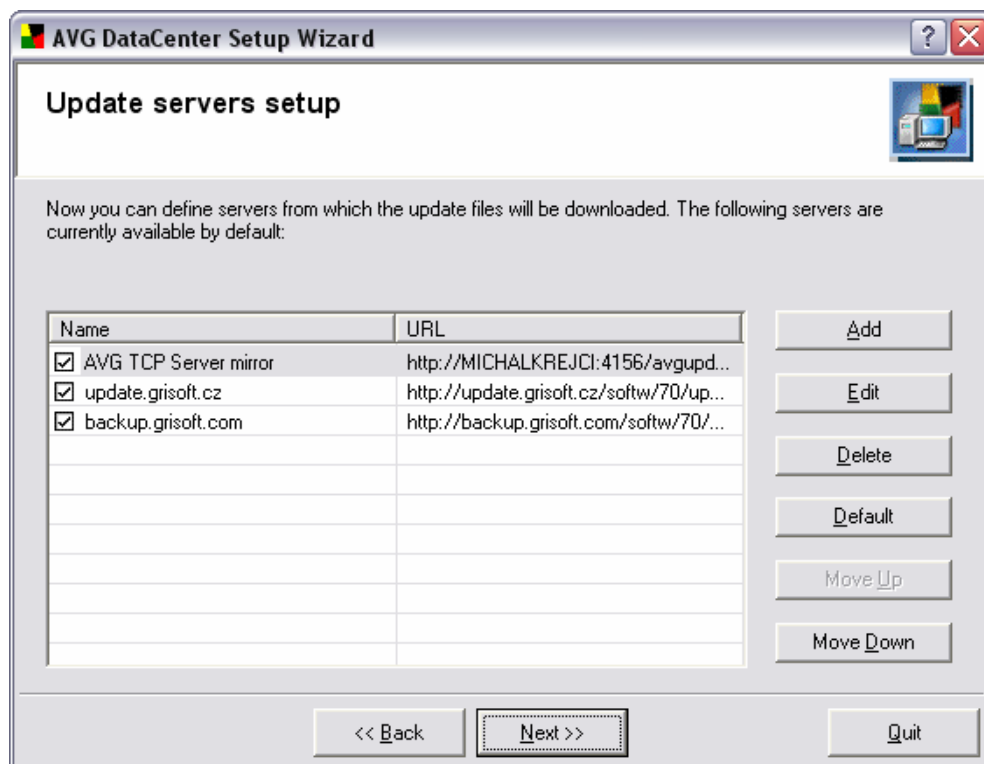 AVG DataCenter Setup Wizard
Update servers setup
Now you can define servers from which the update files will be downloaded. The following servers are
currently available by default:
Name URL
AVG TCP Server mirror http://MICHALKREJCI:4156/avgupd...
update.grisoft.cz http://update.grisoft.cz/softw/70/up...
backup.grisoft.com http://backup.grisoft.com/softw/70/...
Add
Edit
Delete
Default
Move Up
Move Down
<< Back Next >> Quit